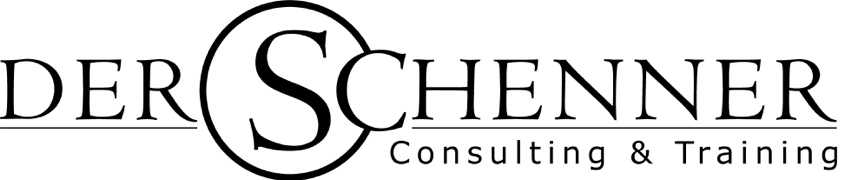 DER SCHENNER
Consulting & Training